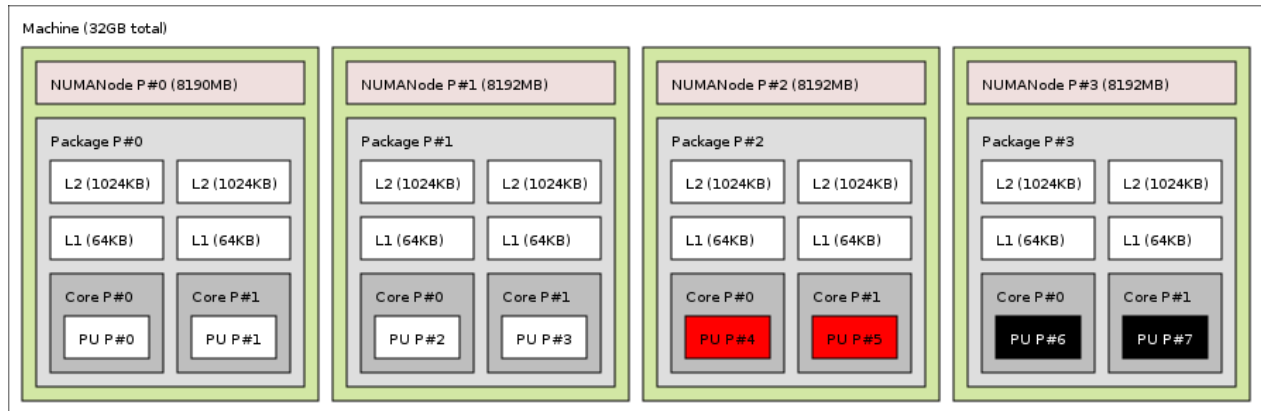 Machine (32GB total)
NUMANode P#0 (8190MB)
Package P#0
L2 (1024KB) L2 (1024KB)
L1 (64KB) L1 (64KB)
Core P#0 Core P#1
PU P#0 PU P#1
NUMANode P#1 (8192MB)
Package P#1
L2 (1024KB) L2 (1024KB)
L1 (64KB) L1 (64KB)
Core P#0 Core P#1
PU P#2 PU P#3
NUMANode P#2 (8192MB)
Package P#2
L2 (1024KB) L2 (1024KB)
L1 (64KB) L1 (64KB)
Core P#0 Core P#1
PU P#4 PU P#5
NUMANode P#3 (8192MB)
Package P#3
L2 (1024KB) L2 (1024KB)
L1 (64KB) L1 (64KB)
Core P#0 Core P#1
PU P#6 PU P#7